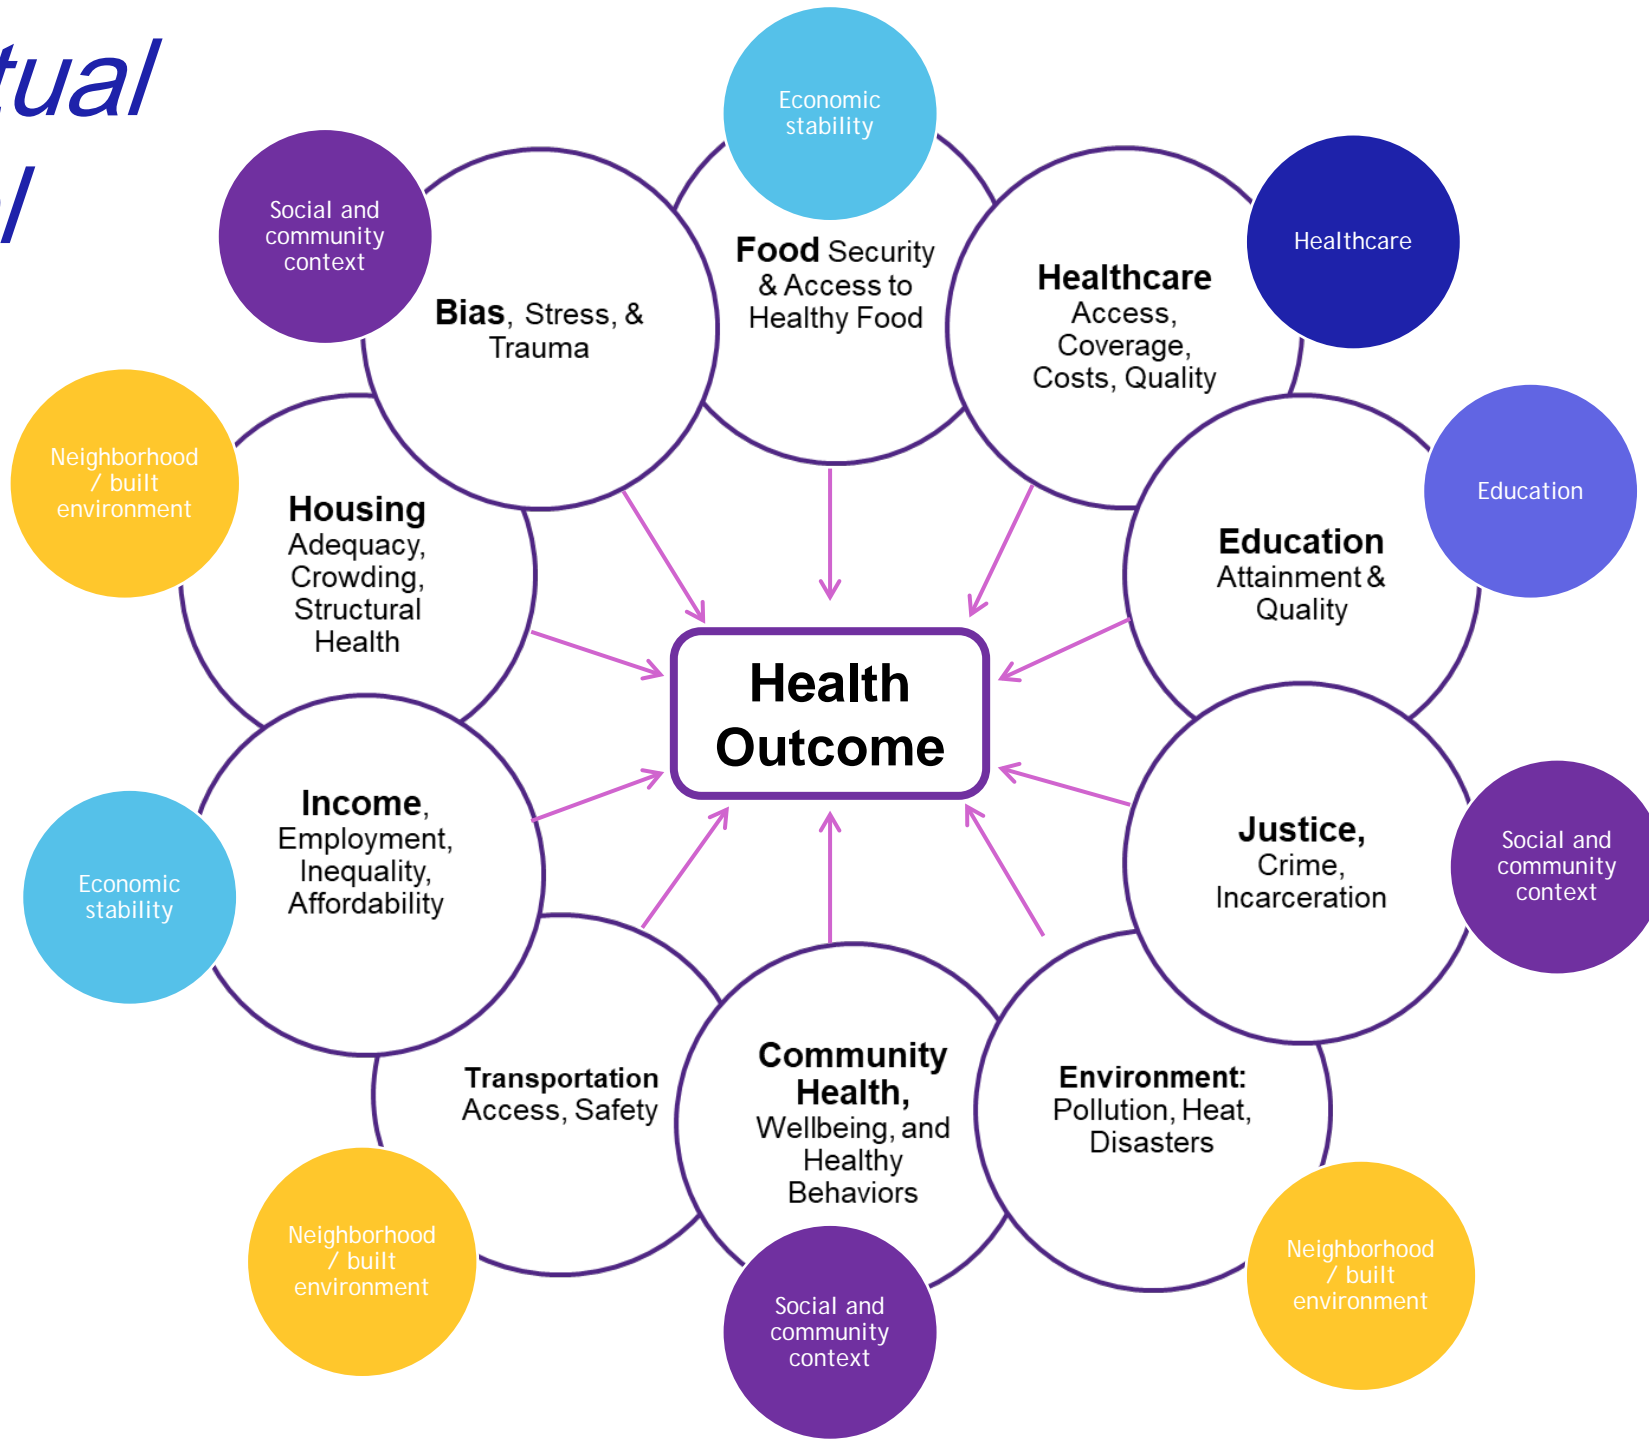 tual
Economic
stability
Social and
community
context
Healthcare
Food Security
& Access to
Healthy Food
Healthcare
Access,
Coverage,
Costs, Quality
Bias, Stress, &
Trauma
Neighborhood
/ built
environment
Education
Housing
Adequacy,
Crowding,
Structural
Health
Education
Attainment &
Quality
Health
Outcome
Income,
Employment,
Inequality,
Affordability
Justice,
Crime,
Incarceration
Economic
stability
Social and
community
context
Transportation
Access, Safety
Community
Health,
Wellbeing, and
Healthy
Behaviors
Environment:
Pollution, Heat,
Disasters
Neighborhood
/ built
environment
Social and
community
context
Neighborhood
/ built
environment